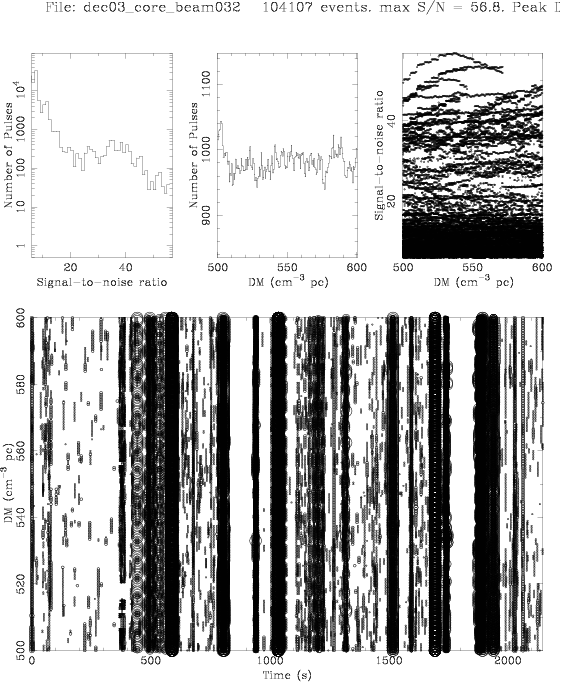 File: dec03_core_beam032 104107 events. max S/N = 56.8. Peak D
Number of Pulses
1 10 100 1000 10^4
20 40
Signal-to-noise ratio
Number of Pulses
900 1000 1100
500 550 600
DM (cm^-3 pc)
Signal-to-noise ratio
20 40
500 550 600
DM (cm^-3 pc)
DM (cm^-3 pc)
500 520 540 560 580 600
0 500 1000 1500 2000
Time (s)